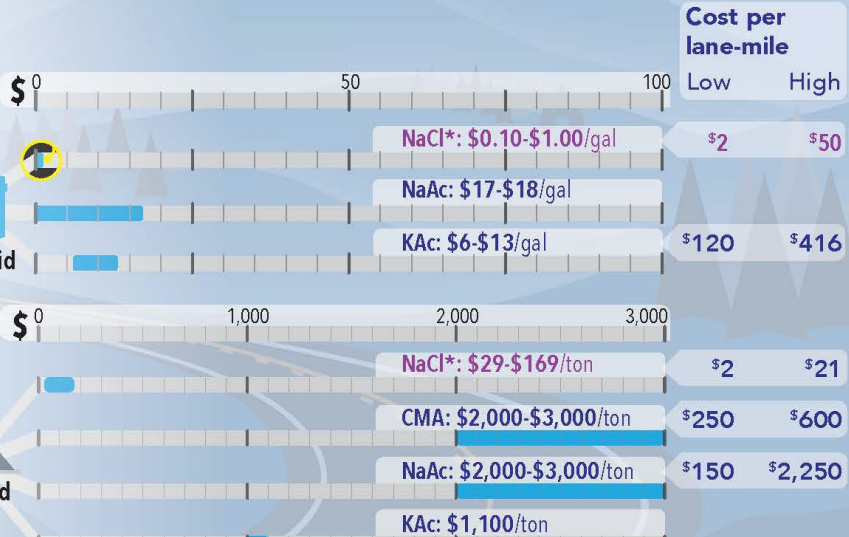 Cost per
lane-mile
Low High
$ 0 50 100
NaCl*: $0.10-$1.00/gal $2 $50
NaAc: $17-$18/gal
KAc: $6-$13/gal $120 $416
id
$ 0 1,000 2,000 3,000
NaCl*: $29-$169/ton $2 $21
CMA: $2,000-$3,000/ton $250 $600
NaAc: $2,000-$3,000/ton $150 $2,250
d
KAc: $1,100/ton